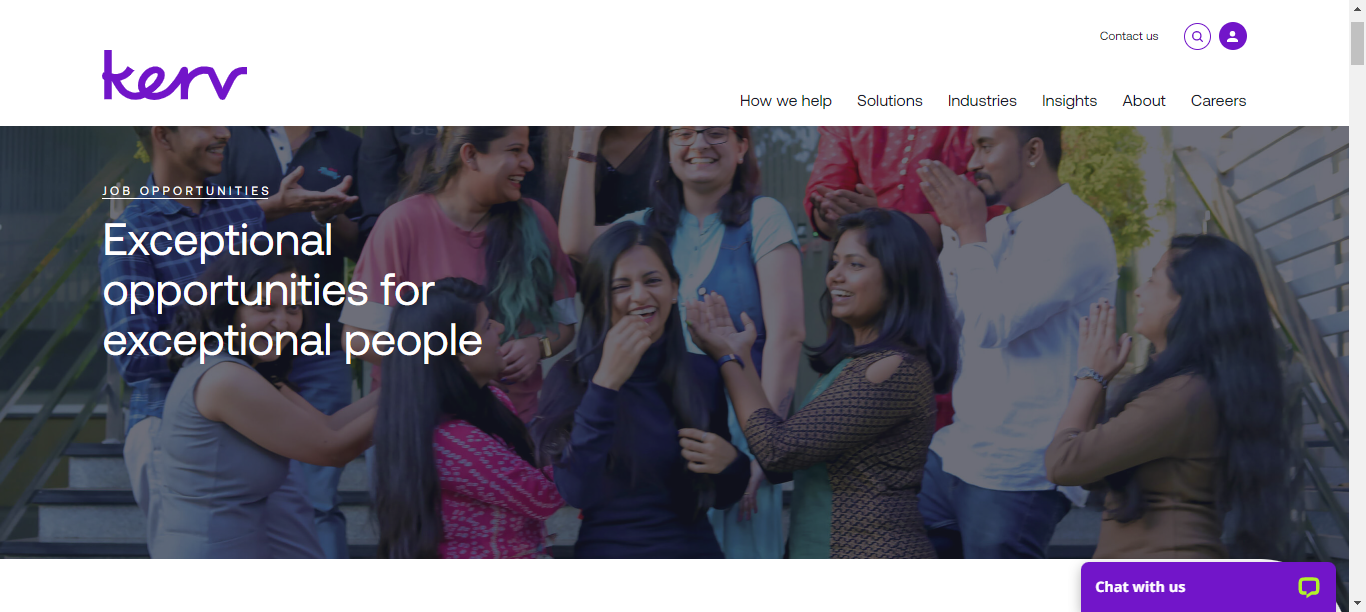 Contact us
kerv
How we help
Solutions
Industries
Insights
About
Careers
JOB OPPORTUNITIES
Exceptional
opportunities for
exceptional people
Chat with us